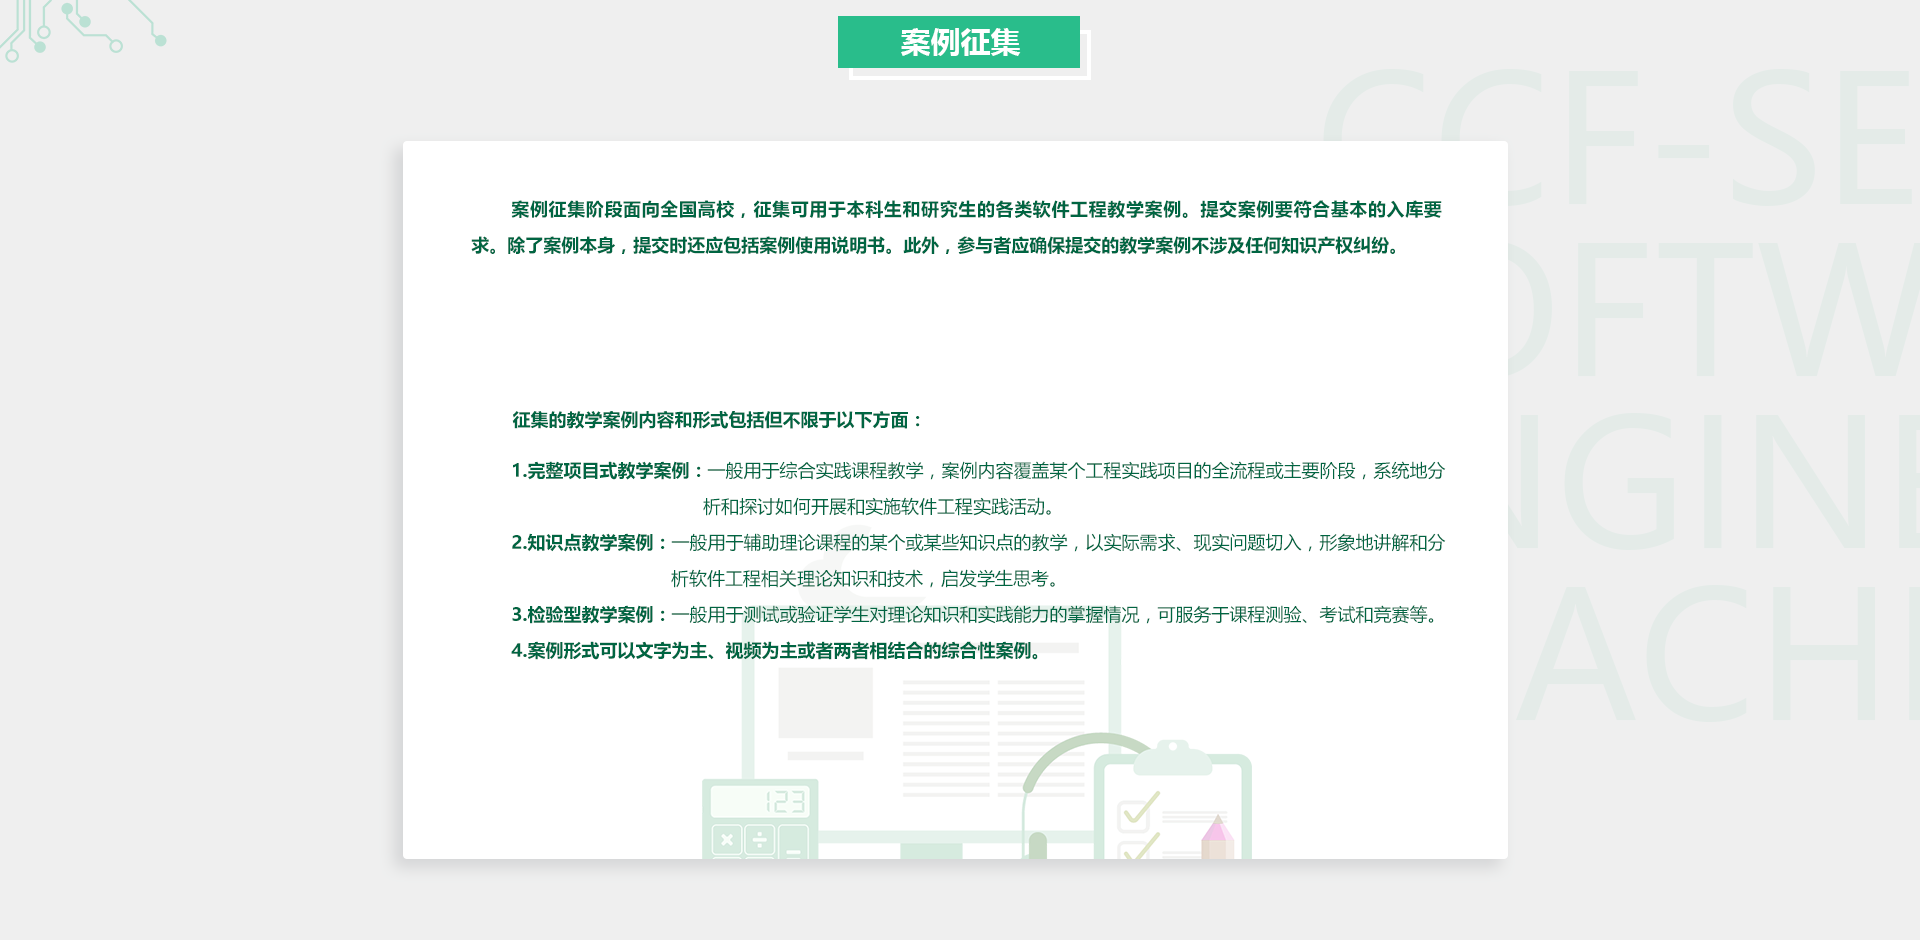 案例征集
CCF-SE
案例征集阶段面向全国高校，征集可用于本科生和研究生的各类软件工程教学案例。提交案例要符合基本的入库要
求。除了案例本身，提交时还应包括案例使用说明书。此外，参与者应确保提交的教学案例不涉及任何知识产权纠纷。
OFTW
征集的教学案例内容和形式包括但不限于以下方面：
NGINE
1.完整项目式教学案例：一般用于综合实践课程教学，案例内容覆盖某个工程实践项目的全流程或主要阶段，系统地分
析和探讨如何开展和实施软件工程实践活动。
2.知识点教学案例：一般用于辅助理论课程的某个或某些知识点的教学，以实际需求、现实问题切入，形象地讲解和分
析软件工程相关理论知识和技术，启发学生思考。
3.检验型教学案例：一般用于测试或验证学生对理论知识和实践能力的掌握情况，可服务于课程测验、考试和竞赛等。
4.案例形式可以文字为主、视频为主或者两者相结合的综合性案例。
ACHI
123